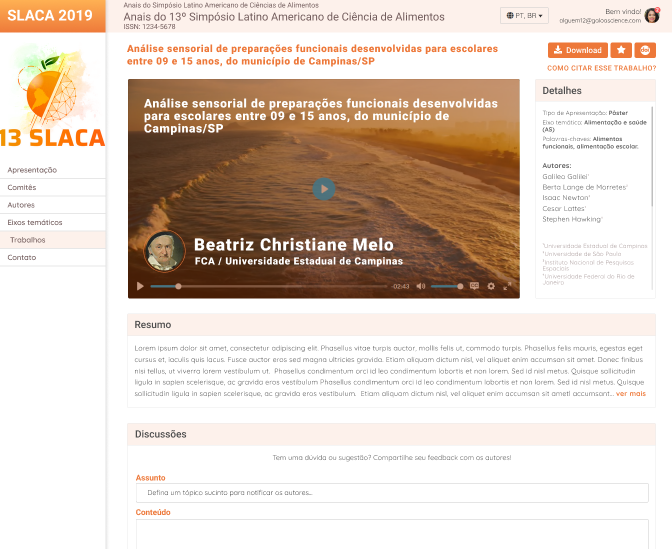 SLACA 2019
Anais do Simpósio Latino Americano de Ciências de Alimentos
Anais do 13º Simpósio Latino Americano de Ciência de Alimentos
ISSN: 1234-5678
PT, BR
Bem vindo!
alguem12@galoascience.com
13 SLACA
Apresentação
Comitês
Autores
Eixos temáticos
Trabalhos
Contato
Análise sensorial de preparações funcionais desenvolvidas para escolares
entre 09 e 15 anos, do município de Campinas/SP
Download
COMO CITAR ESSE TRABALHO?
Análise sensorial de preparações funcionais desenvolvidas
para escolares entre 09 e 15 anos, do município de
Campinas/SP
Beatriz Christiane Melo
FCA / Universidade Estadual de Campinas
-02:43
Detalhes
Tipo de Apresentação: Pôster
Eixo temático: Alimentação e saúde
(AS)
Palavras-chaves: Alimentos
funcionais, alimentação escolar.
Autores:
Galileo Galilei¹
Berta Lange de Morretes¹
Isaac Newton¹
Cesar Lattes¹
Stephen Hawking¹
Universidade Estadual de Campinas
Universidade de São Paulo
Instituto Nacional de Pesquisas
Espaciais
Universidade Federal do Rio de
Janeiro
Resumo
Lorem ipsum dolor sit amet, consectetur adipiscing elit. Phasellus vitae turpis auctor, mollis felis ut, commodo turpis. Phasellus felis mauris, egestas eget
cursus et, iaculis quis lacus. Fusce auctor eros sed magna ultricies gravida. Etiam aliquam dictum nisl, vel aliquet enim accumsan sit amet. Donec finibus
nisi tellus, ut viverra lorem vestibulum ut. Phasellus condimentum orci id leo condimentum lobortis et non lorem. Sed id nisl metus. Quisque sollicitudin
ligula in sapien scelerisque, ac gravida eros vestibulum Phasellus condimentum orci id leo condimentum lobortis et non lorem. Sed id nisl metus. Quisque
sollicitudin ligula in sapien scelerisque, ac gravida eros vestibulum. Etiam aliquam dictum nisl, vel aliquet enim accumsan sit ametl accumsant... ver mais
Discussões
Tem uma dúvida ou sugestão? Compartilhe seu feedback com os autores!
Assunto
Defina um tópico sucinto para notificar os autores...
Conteúdo